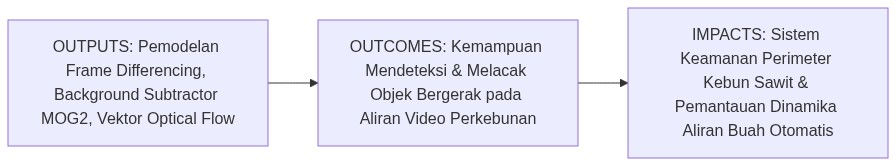 OUTPUTS: Pemodelan
Frame Differencing,
Background Subtractor
MOG2, Vektor Optical Flow
OUTCOMES: Kemampuan
Mendeteksi & Melacak
Objek Bergerak pada
Aliran Video Perkebunan
IMPACTS: Sistem
Keamanan Perimeter
Kebun Sawit &
Pemantauan Dinamika
Aliran Buah Otomatis